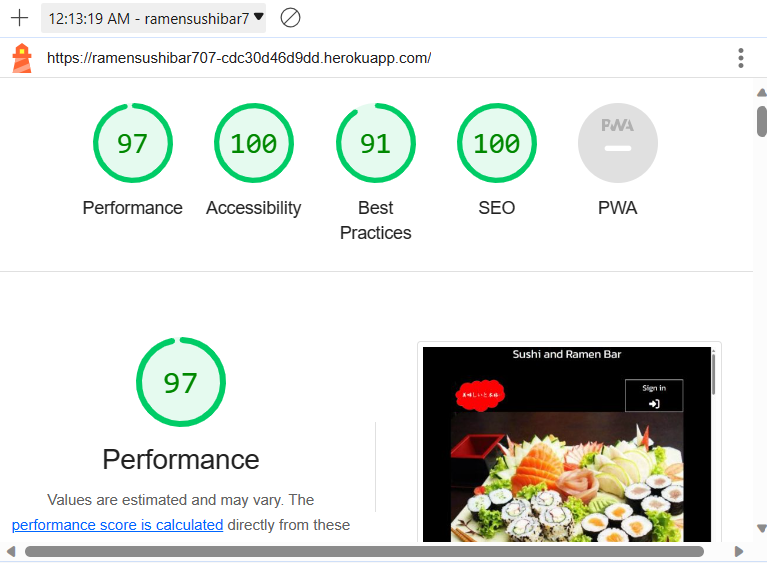 12:13:19 AM - ramensushibar7
https://ramensushibar707-cdc30d46d9dd.herokuapp.com/
97
100
91
100
PWA
Performance
Accessibility
Best
Practices
SEO
PWA
97
Performance
Values are estimated and may vary. The
performance score is calculated directly from these
Sushi and Ramen Bar
Sign in